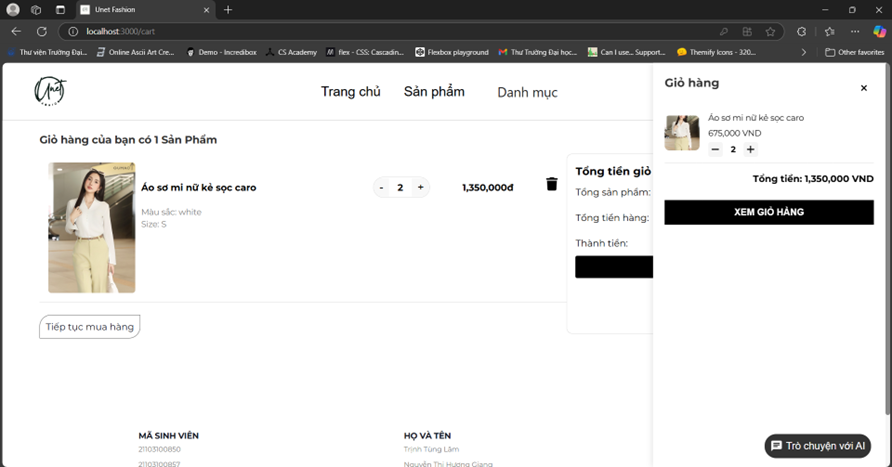 Unet Fashion
localhost:3000/cart
Thư viện Trường Đại...
Online Ascii Art Cre...
Demo - Incredibox
CS Academy
flex - CSS: Cascadin...
Flexbox playground
Thư Trường Đại học...
Can I use... Support...
Themify Icons - 320...
Other favorites
Unet
Trang chủ
Sản phẩm
Danh mục
Giỏ hàng
Giỏ hàng của bạn có 1 Sản Phẩm
Áo sơ mi nữ kẻ sọc caro
675,000 VND
2
Tổng tiền: 1,350,000 VND
XEM GIỎ HÀNG
Áo sơ mi nữ kẻ sọc caro
Màu sắc: white
Size: S
- 2 +
1,350,000đ
Tổng tiền giỏ
Tổng sản phẩm:
Tổng tiền hàng:
Thành tiền:
Tiếp tục mua hàng
MÃ SINH VIÊN
21103100850
21103100857
HỌ VÀ TÊN
Trịnh Tùng Lâm
Nguyễn Thị Hương Giang
Trò chuyện với AI